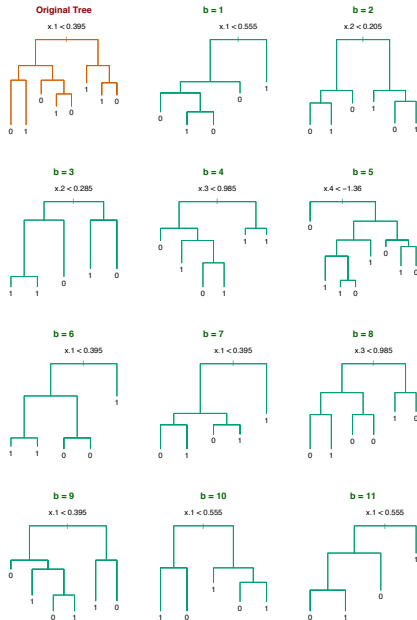 Original Tree
x.1 < 0.395
1
0
1
0
1 0
0 1
b = 1
x.1 < 0.555
1
0
0
1 0
b = 2
x.2 < 0.205
0
1
0 1
0 1
b = 3
x.2 < 0.285
0
1 0
1 1
b = 4
x.3 < 0.985
0
1 1
1
0 1
b = 5
x.4 < −1.36
0
0
1
1
0
1
1 0
b = 6
x.1 < 0.395
1
1 1 0 0
b = 7
x.1 < 0.395
1
0 1
0 1
b = 8
x.3 < 0.985
1 0
0 0
0 1
b = 9
x.1 < 0.395
0
1
1 0
0 1
b = 10
x.1 < 0.555
1
0 1
1 0
b = 11
x.1 < 0.555
1
0
0 1